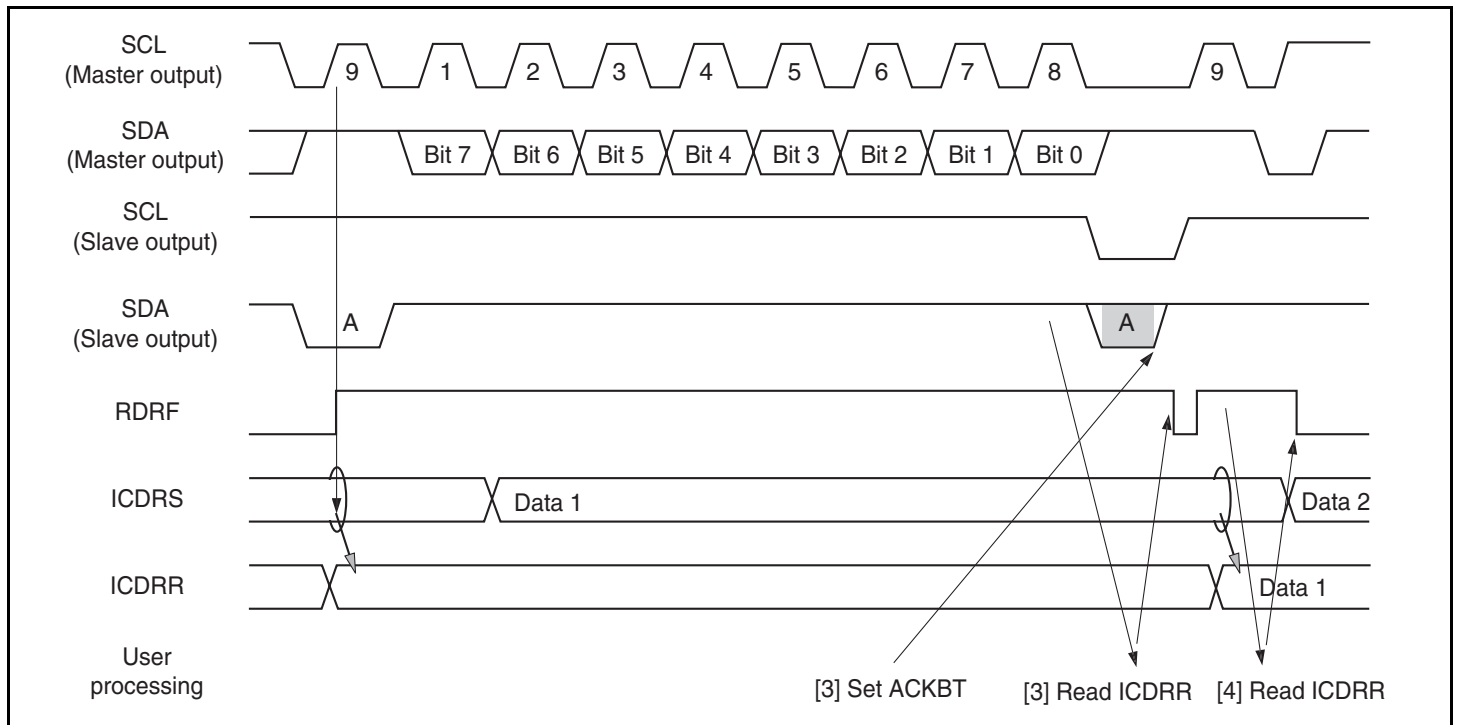 SCL
(Master output)
9 1 2 3 4 5 6 7 8 9
SDA
(Master output)
Bit 7 Bit 6 Bit 5 Bit 4 Bit 3 Bit 2 Bit 1 Bit 0
SCL
(Slave output)
SDA
(Slave output)
A A
RDRF
ICDRS
Data 1 Data 2
ICDRR
Data 1
User
processing
[3] Set ACKBT [3] Read ICDRR [4] Read ICDRR